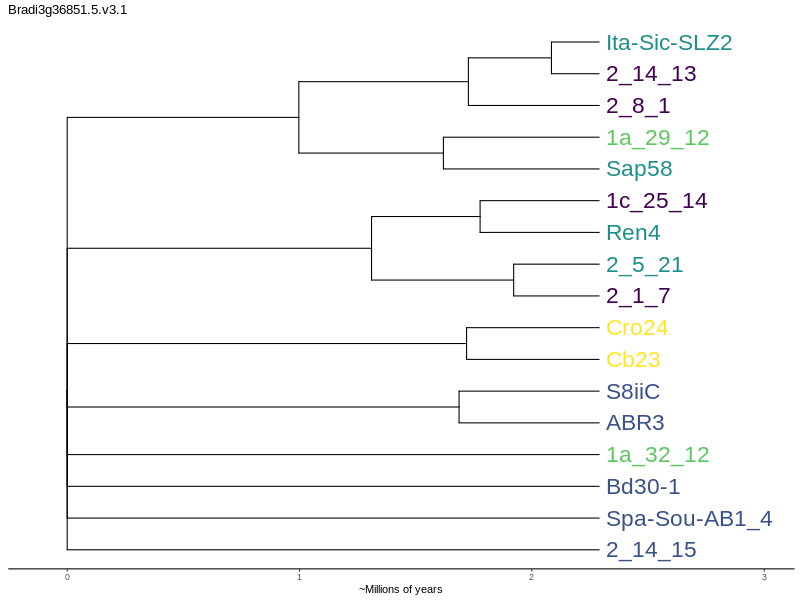 Bradi3g36851.5.v3.1
Ita-Sic-SLZ2
2_14_13
2_8_1
1a_29_12
Sap58
1c_25_14
Ren4
2_5_21
2_1_7
Cro24
Cb23
S8iiC
ABR3
1a_32_12
Bd30-1
Spa-Sou-AB1_4
2_14_15
0 1 2 3
~Millions of years